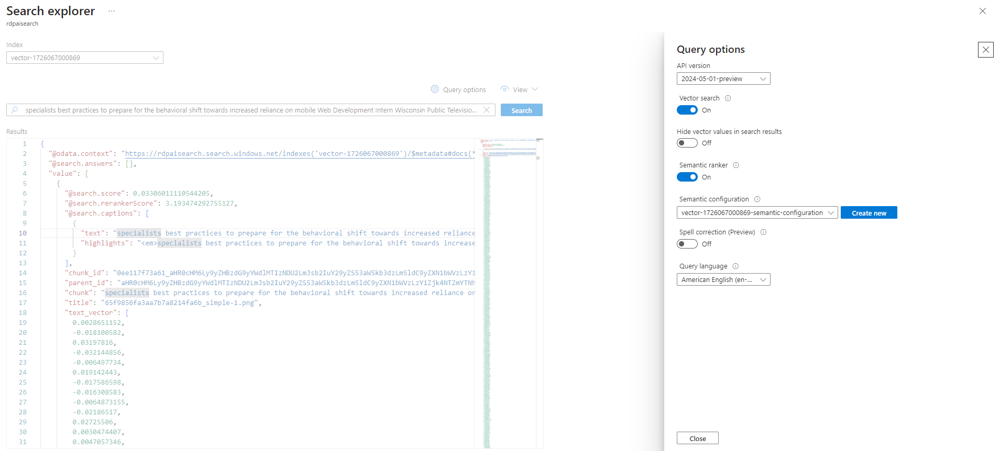 Search explorer ...
rdpaisearch
Index
vector-1726067000869
Query options View
specialists best practices to prepare for the behavioral shift towards increased reliance on mobile Web Development Intern Wisconsin Public Televisio...
Search
Results
1 {
2 "@odata.context": "https://rdpaisearch.search.windows.net/indexes('vector-1726067000869')/$metadata#docs(*
3 "@search.answers": [],
4 "value": [
5 {
6 "@search.score": 0.03306011110544205,
7 "@search.rerankerScore": 3.193474292755127,
8 "@search.captions": [
9 {
10 "text": "specialists best practices to prepare for the behavioral shift towards increased reliance
11 "highlights": "<em>specialists best practices to prepare for the behavioral shift towards increase
12 }
13 ],
14 "chunk_id": "0ee117f73a61_aHR0cHM6Ly9yZHBzdG9yYWdlMTIzNDU2LmJsb2IuY29yZS53aW5kb3dzLm5ldC9yZXN1bWVzLzY1
15 "parent_id": "aHR0cHM6Ly9yZHBzdG9yYWdlMTIzNDU2LmJsb2IuY29yZS53aW5kb3dzLm5ldC9yZXN1bWVzLzY1Zjk4NTZmYTNh
16 "chunk": "specialists best practices to prepare for the behavioral shift towards increased reliance on
17 "title": "65f9856fa3aa7b7a8214fa6b_simple-1.png",
18 "text_vector": [
19 0.0028651152,
20 -0.018100582,
21 0.03197816,
22 -0.032144856,
23 -0.006497734,
24 0.019142443,
25 -0.017586598,
26 -0.016308583,
27 -0.0064873155,
28 -0.02186517,
29 0.02725506,
30 0.0030474407,
31 0.0047057346,
Query options
API version
2024-05-01-preview
Vector search
On
Hide vector values in search results
Off
Semantic ranker
On
Semantic configuration
vector-1726067000869-semantic-configuration
Create new
Spell correction (Preview)
Off
Query language
American English (en-...
Close